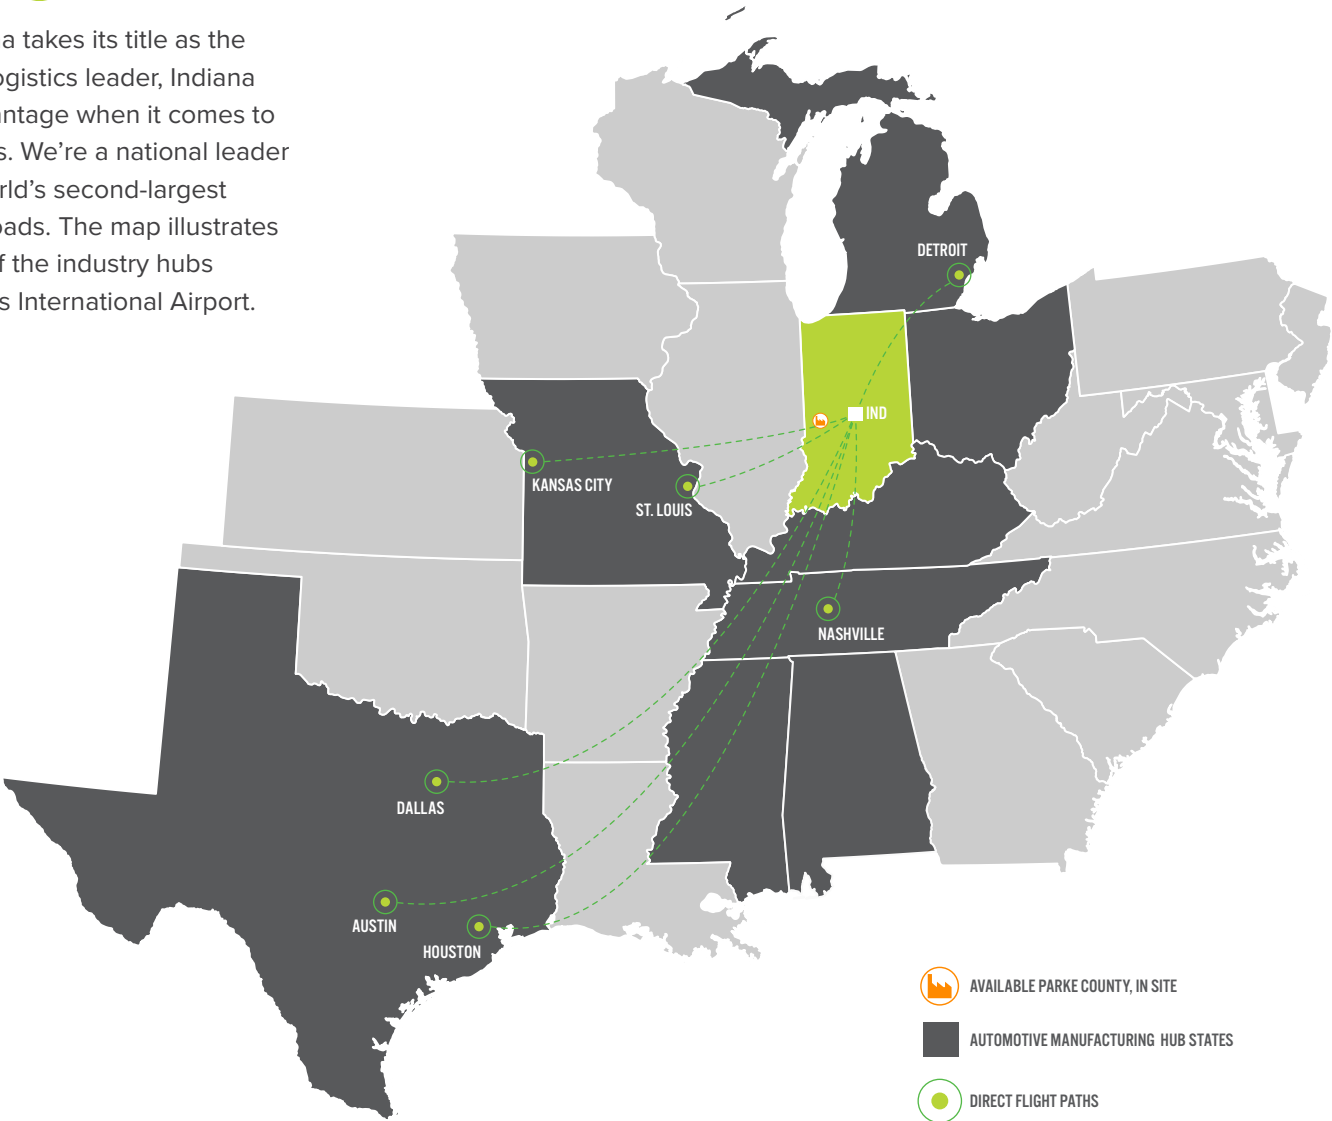 a takes its title as the
ogistics leader, Indiana
antage when it comes to
s. We're a national leader
rld's second-largest
oads. The map illustrates
f the industry hubs
s International Airport.
DETROIT
IND
KANSAS CITY
ST. LOUIS
NASHVILLE
DALLAS
AUSTIN
HOUSTON
AVAILABLE PARKE COUNTY, IN SITE
AUTOMOTIVE MANUFACTURING HUB STATES
DIRECT FLIGHT PATHS